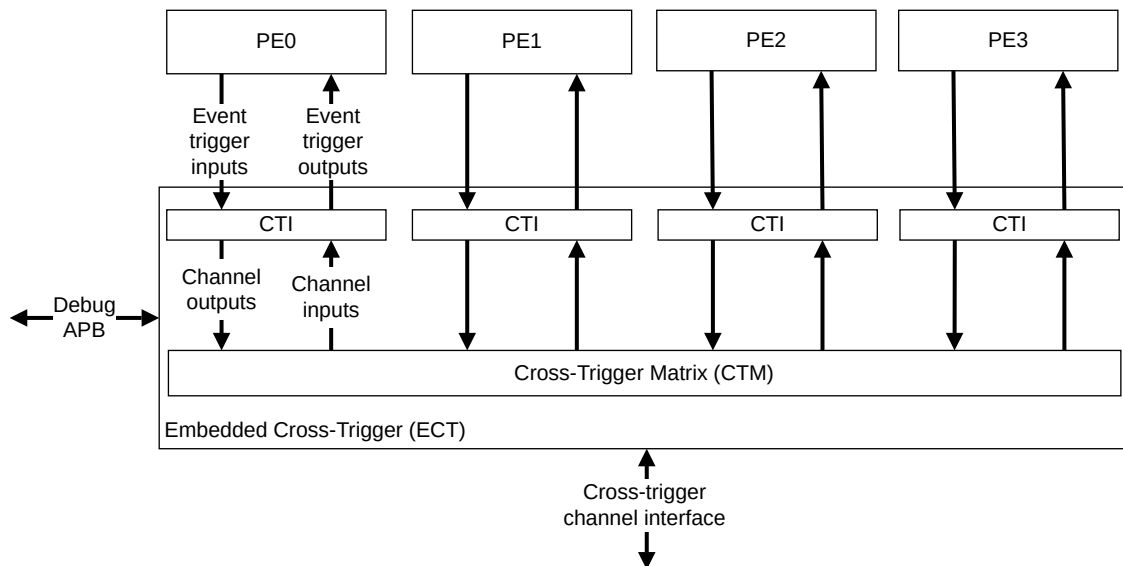 PE0
PE1
PE2
PE3
Event
trigger
inputs
Event
trigger
outputs
CTI
CTI
CTI
CTI
Channel
outputs
Channel
inputs
Debug
APB
Cross-Trigger Matrix (CTM)
Embedded Cross-Trigger (ECT)
Cross-trigger
channel interface